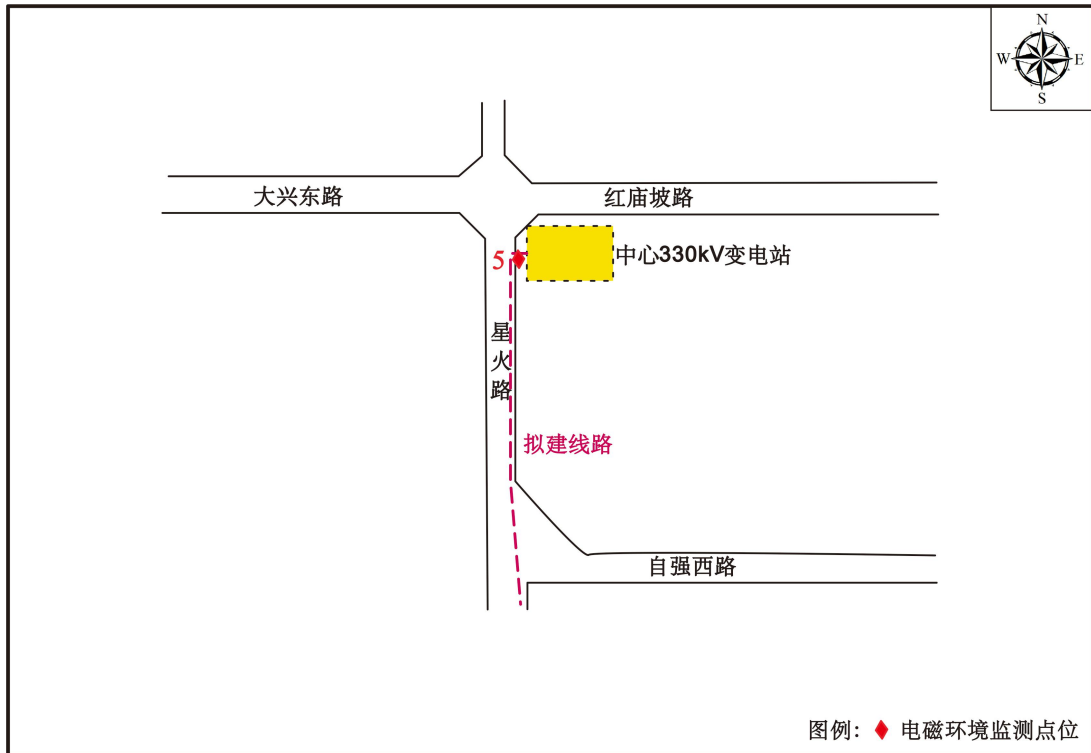 N
W E
S
大兴东路
红庙坡路
5
中心330kV变电站
星火路
拟建线路
自强西路
图例： 电磁环境监测点位